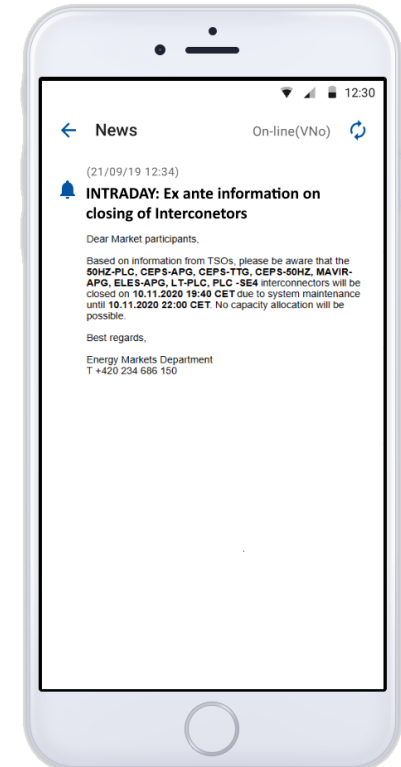 12:30
News On-line(VNo)
(21/09/19 12:34)
INTRADAY: Ex ante information on
closing of Interconetors
Dear Market participants,
Based on information from TSOs, please be aware that the
50HZ-PLC, CEPS-APG, CEPS-TTG, CEPS-50HZ, MAVIR-
APG, ELES-APG, LT-PLC, PLC -SE4 interconnectors will be
closed on 10.11.2020 19:40 CET due to system maintenance
until 10.11.2020 22:00 CET. No capacity allocation will be
possible.
Best regards,
Energy Markets Department
T +420 234 686 150